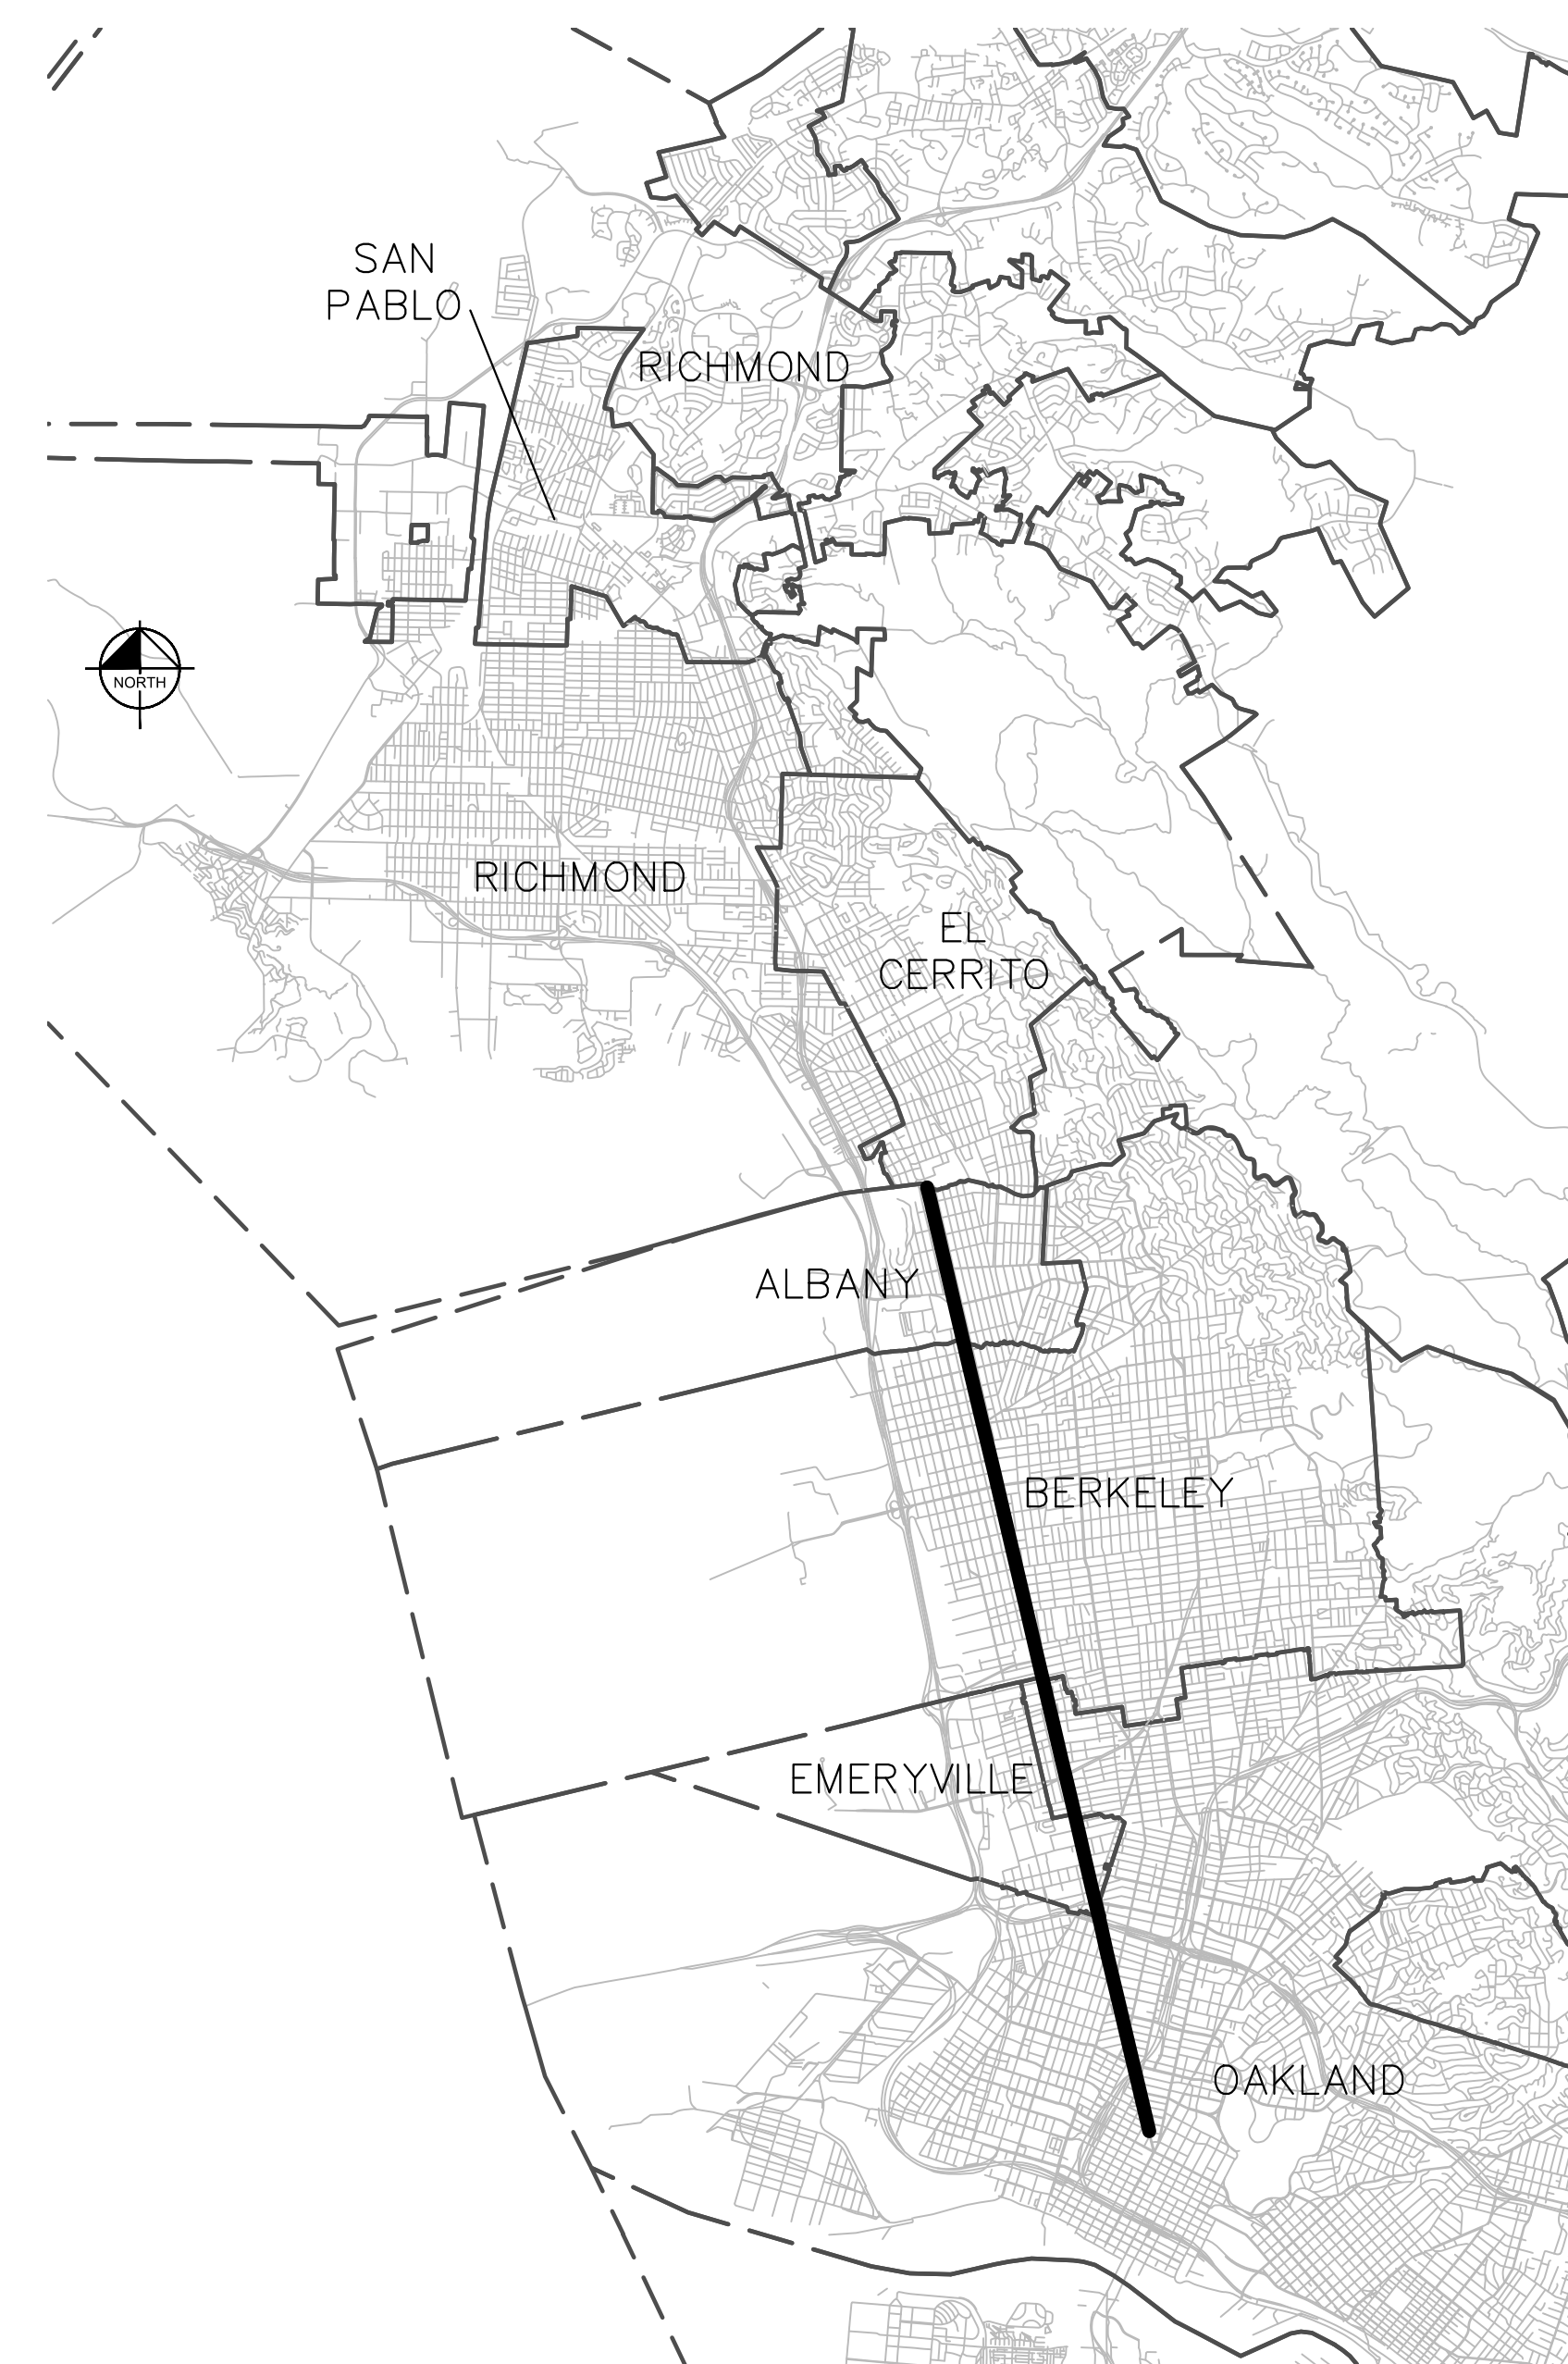 SAN
PABLO
RICHMOND
NORTH
RICHMOND
EL
CERRITO
ALBANY
BERKELEY
EMERYVILLE
OAKLAND